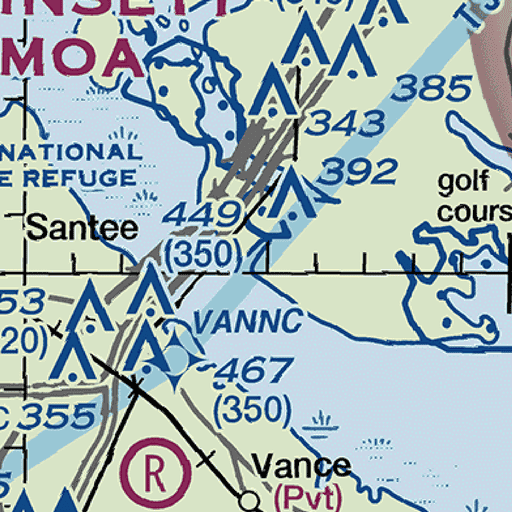 MOA
385
343
NATIONAL
E REFUGE
392
golf
cours
449
(350)
Santee
53
20)
VANNC
467
(350)
C 355
R
Vance
(Pvt)